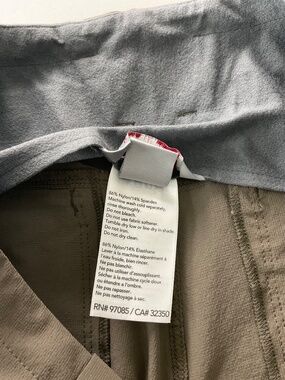 86% Nylon/14% Spandex
Machine wash cold separately,
rinse thoroughly.
Do not bleach.
Do not use fabric softener.
Tumble dry low or line dry in shade.
Do not iron.
Do not dry clean.
86% Nylon/14% Elasthane
Laver à la machine séparément à
l'eau froide, bien rincer.
Ne pas blanchir.
Ne pas utiliser d'assouplissant.
Sécher à la machine cycle doux
ou étendre à l'ombre.
Ne pas repasser.
Ne pas nettoyage à sec.
RN# 97085 / CA# 32350